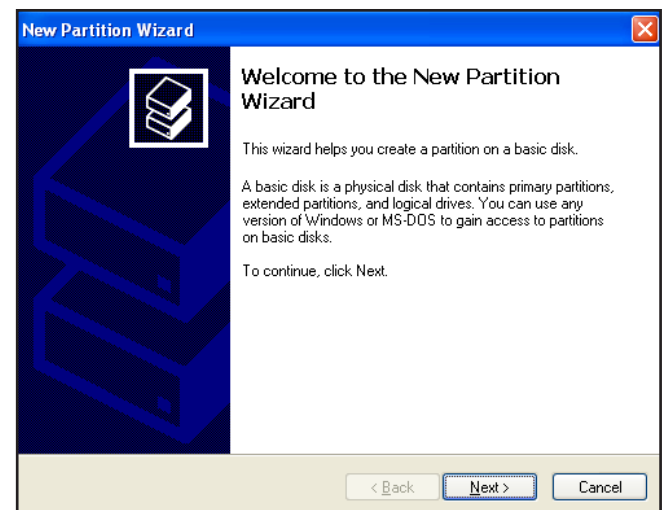 New Partition Wizard
Welcome to the New Partition
Wizard
This wizard helps you create a partition on a basic disk.
A basic disk is a physical disk that contains primary partitions,
extended partitions, and logical drives. You can use any
version of Windows or MS-DOS to gain access to partitions
on basic disks.
To continue, click Next.
< Back
Next >
Cancel